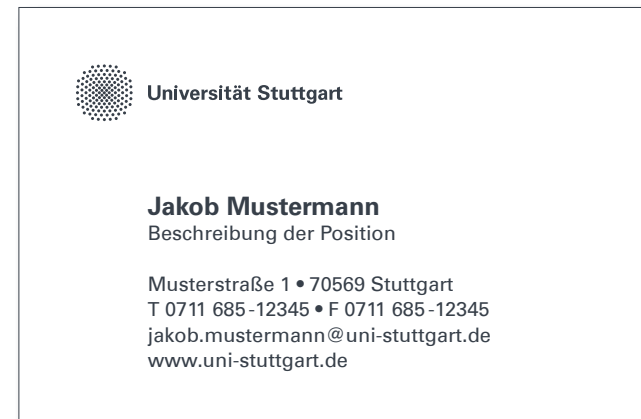 Universität Stuttgart
Jakob Mustermann
Beschreibung der Position
Musterstraße 1 • 70569 Stuttgart
T 0711 685-12345 • F 0711 685-12345
jakob.mustermann@uni-stuttgart.de
www.uni-stuttgart.de